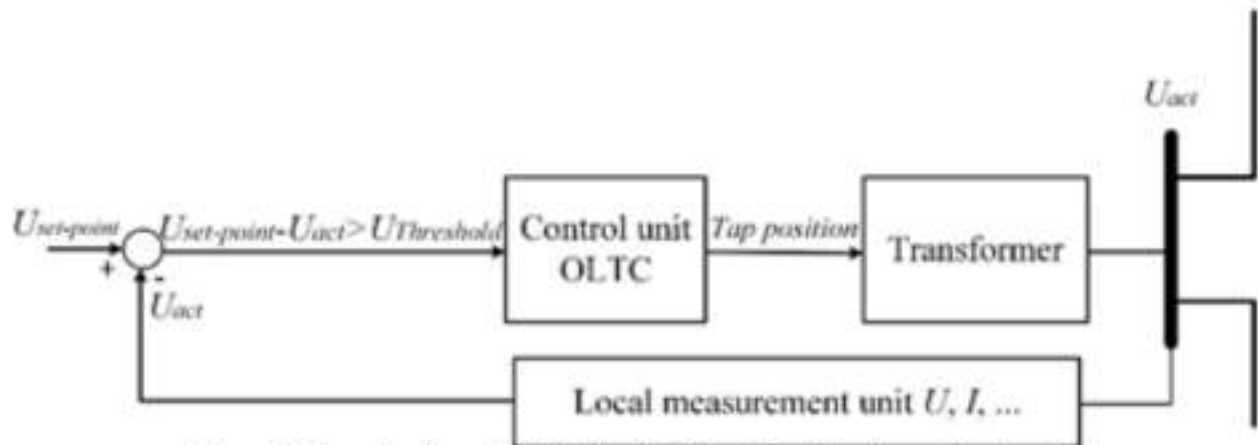 Uact
Uset-point
Uset-point-Uact>UThreshold
Control unit
OLTC
Tap position
Transformer
+
-
Uact
Local measurement unit U, I, ...